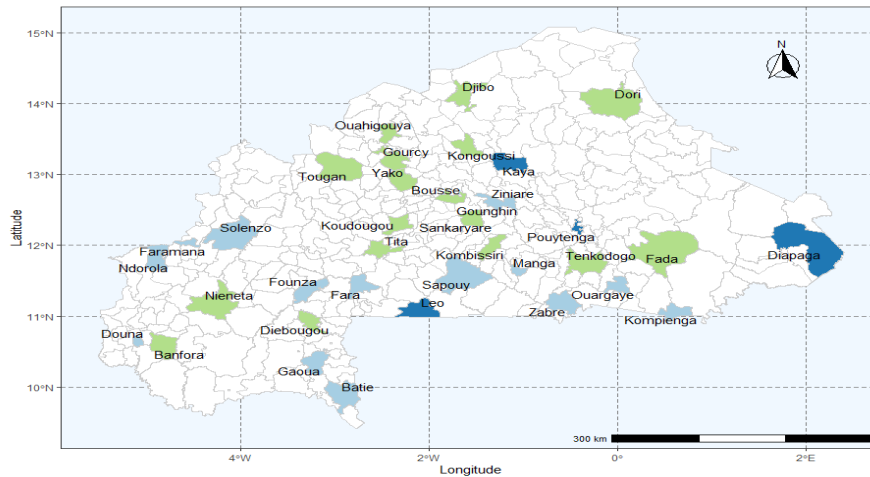 15°N
N
Djibo
Dori
14°N
Ouahigouya
Gourcy
Kongoussi
13°N
Kaya
Tougan
Yako
Bousse
Ziniare
Gounghin
Solenzo
Koudougou
Sankaryare
Pouytenga
Latitude
12°N
Faramana
Tita
Kombissiri
Tenkodogo
Fada
Diapaga
Ndorola
Manga
Founza
Fara
Sapouy
Nieneta
Leo
Ouargaye
11°N
Zabre
Kompienga
Douna
Diebougou
Banfora
Gaoua
10°N
Batie
300 km
4°W
2°W
0°
2°E
Longitude